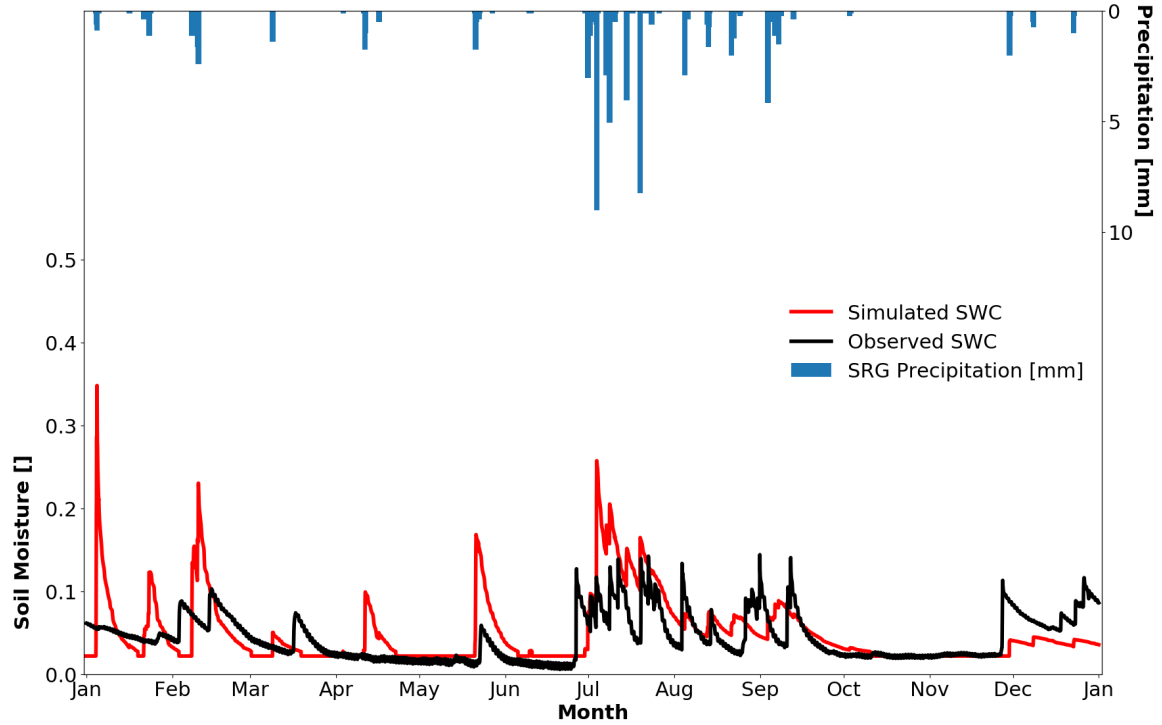 0
5
10
Precipitation [mm]
0.5
0.4
0.3
0.2
0.1
0.0
Soil Moisture []
Simulated SWC
Observed SWC
SRG Precipitation [mm]
Jan Feb Mar Apr May Jun Jul Aug Sep Oct Nov Dec Jan
Month